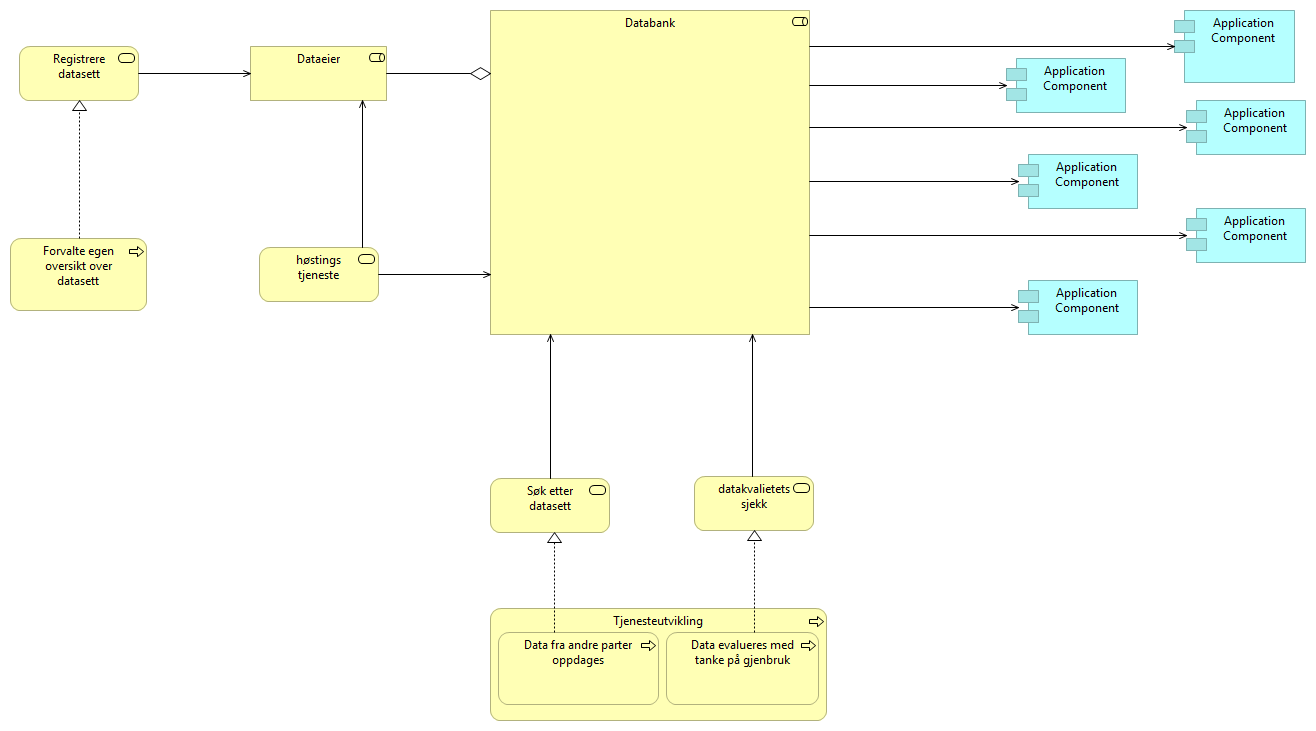 Databank
Registrere
datasett
Dataeier
Application
Component
Application
Component
Application
Component
Application
Component
Application
Component
Application
Component
Forvalte egen
oversikt over
datasett
høstings
tjeneste
Søk etter
datasett
datakvalietets
sjekk
Tjenesteutvikling
Data fra andre parter
oppdages
Data evalueres med
tanke på gjenbruk